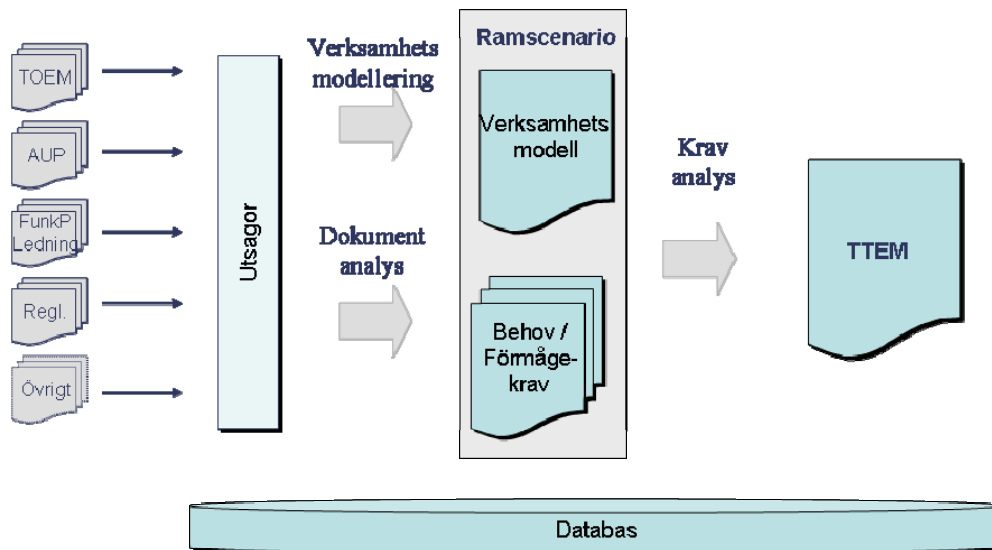 TOEM
AUP
FunkP
Ledning
Regl.
Övrigt
Utsagor
Verksamhets
modellering
Dokument
analys
Ramscenario
Verksamhets
modell
Behov /
Förmåge-
krav
Krav
analys
TTEM
Databas